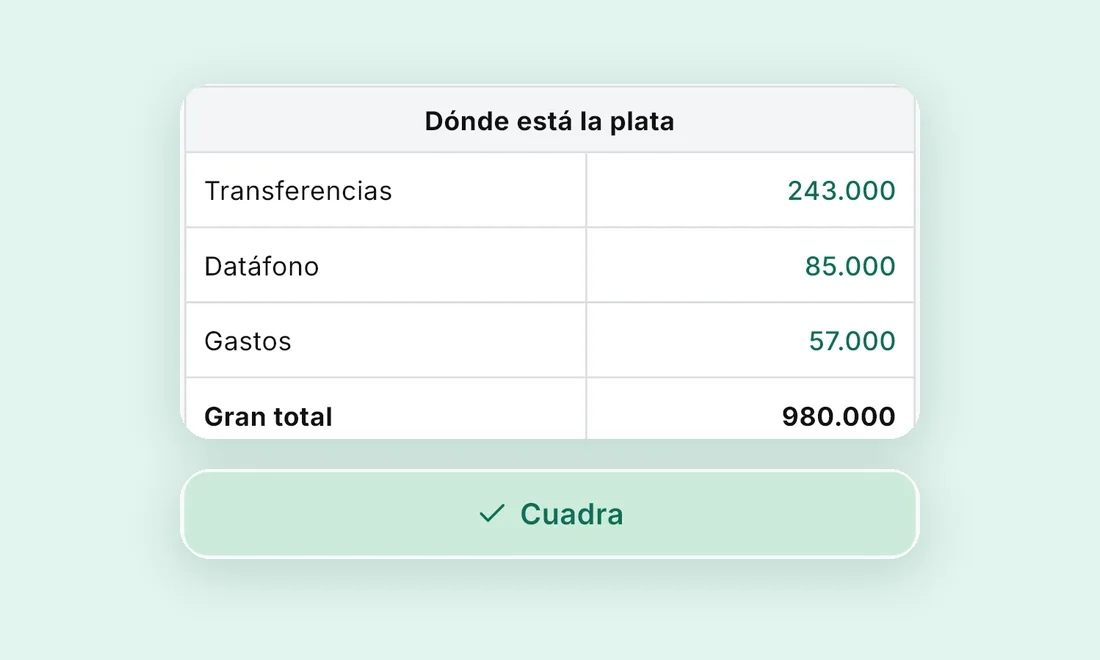 Dónde está la plata
Transferencias 243.000
Datáfono 85.000
Gastos 57.000
Gran total 980.000
✓ Cuadra